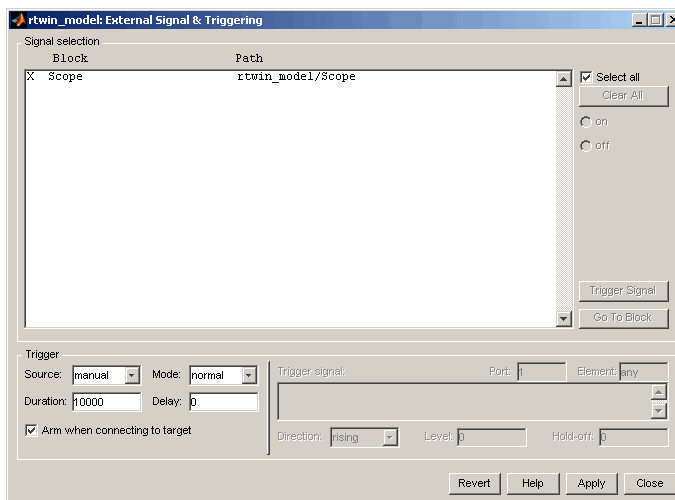 rtwin_model: External Signal & Triggering
Signal selection
Block Path
X Scope rtwin_model/Scope
Select all
Clear All
on
off
Trigger Signal
Go To Block
Trigger
Source: manual Mode: normal
Duration: 10000 Delay: 0
Arm when connecting to target
Trigger signal: Port: 1 Element: any
Direction: rising Level: 0 Hold-off: 0
Revert Help Apply Close